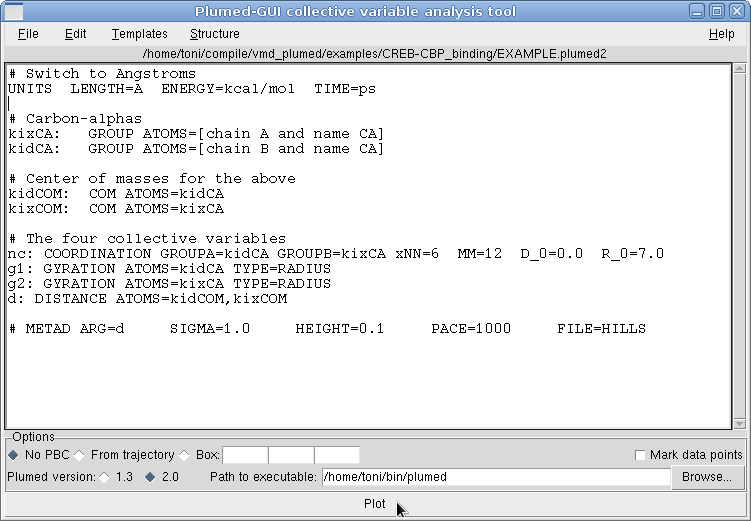 Plumed-GUI collective variable analysis tool
File Edit Templates Structure Help
/home/toni/compile/vmd_plumed/examples/CREB-CBP_binding/EXAMPLE.plumed2
# Switch to Angstroms
UNITS LENGTH=A ENERGY=kcal/mol TIME=ps
# Carbon-alphas
kixCA: GROUP ATOMS=[chain A and name CA]
kidCA: GROUP ATOMS=[chain B and name CA]
# Center of masses for the above
kidCOM: COM ATOMS=kidCA
kixCOM: COM ATOMS=kixCA
# The four collective variables
nc: COORDINATION GROUPA=kidCA GROUPB=kixCA xNN=6 MM=12 D_0=0.0 R_0=7.0
g1: GYRATION ATOMS=kidCA TYPE=RADIUS
g2: GYRATION ATOMS=kixCA TYPE=RADIUS
d: DISTANCE ATOMS=kidCOM,kixCOM
# METAD ARG=d SIGMA=1.0 HEIGHT=0.1 PACE=1000 FILE=HILLS
Options
No PBC From trajectory Box: Mark data points
Plumed version: 1.3 2.0 Path to executable: /home/toni/bin/plumed Browse...
Plot